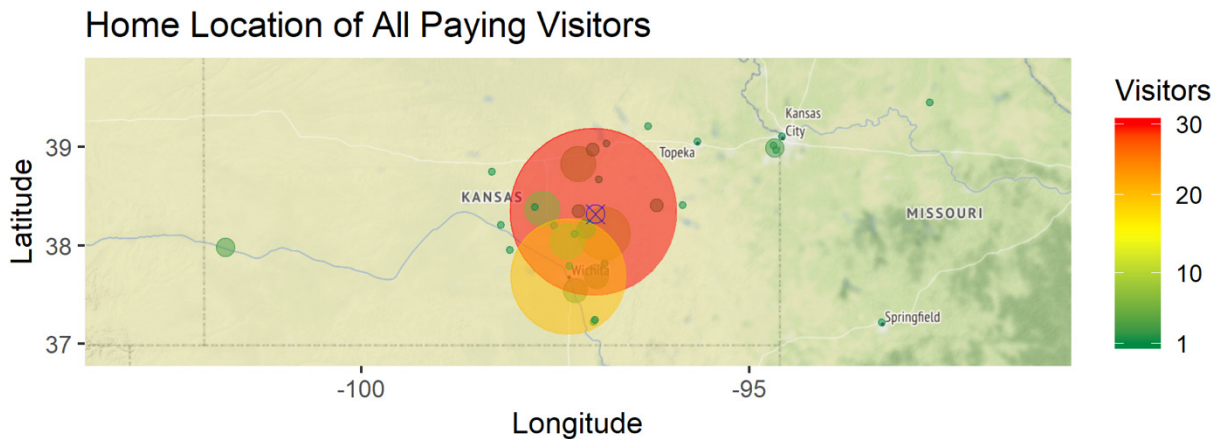 Home Location of All Paying Visitors
Visitors
30
20
10
1
Latitude
39
38
37
Kansas
City
Topeka
KANSAS
MISSOURI
Wichita
Springfield
-100
-95
Longitude